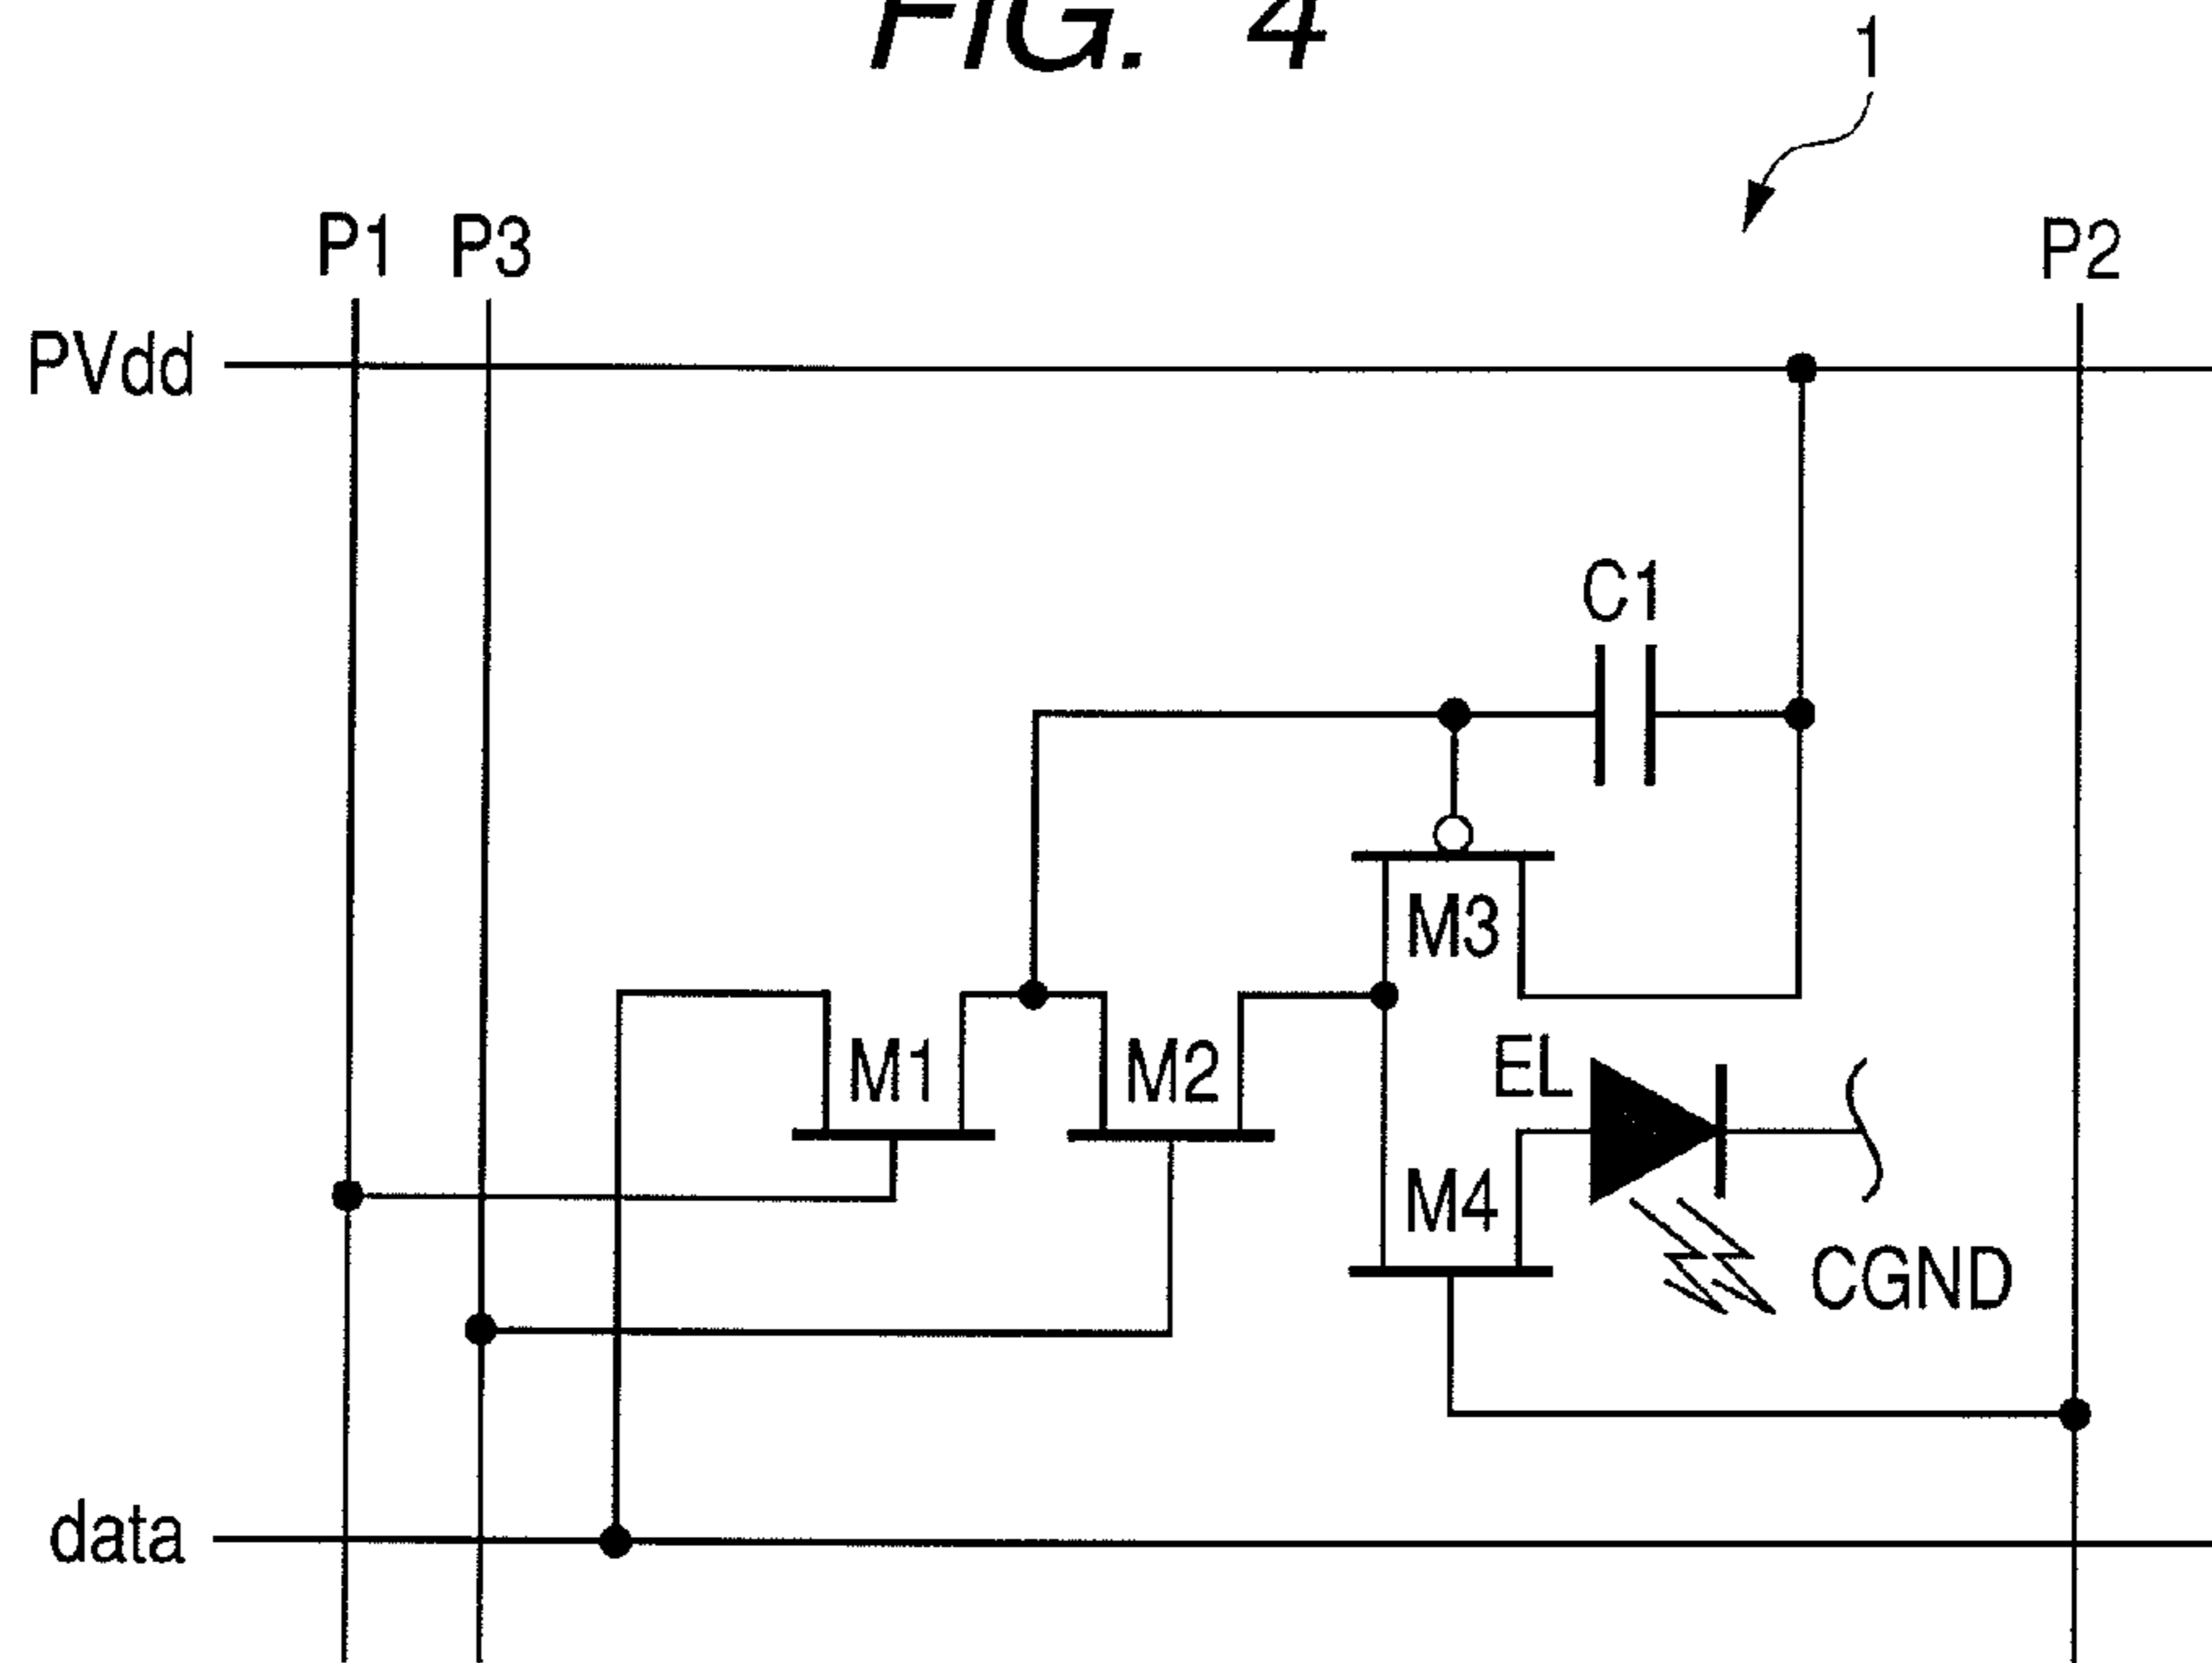 FIG. 4
1
P1 P3 P2
PVdd
C1
M3
M1 M2 EL
M4
CGND
data